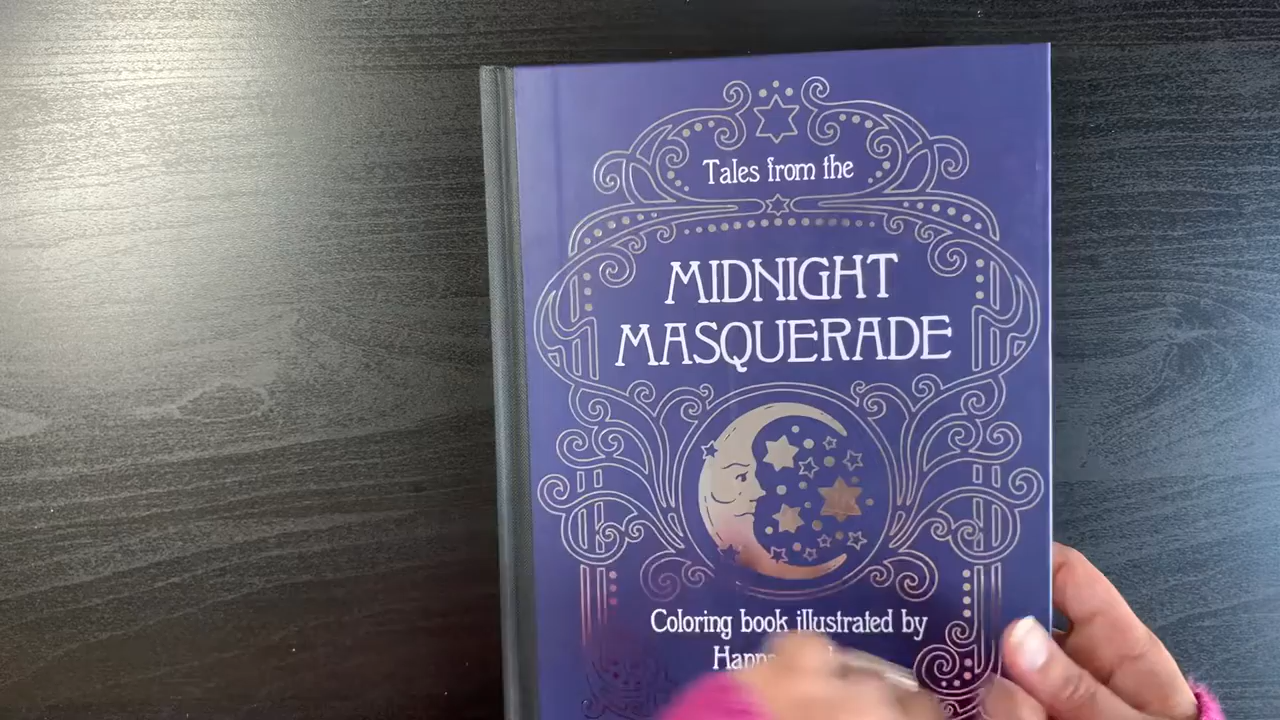 Tales from the
MIDNIGHT
MASQUERADE
Coloring book illustrated by